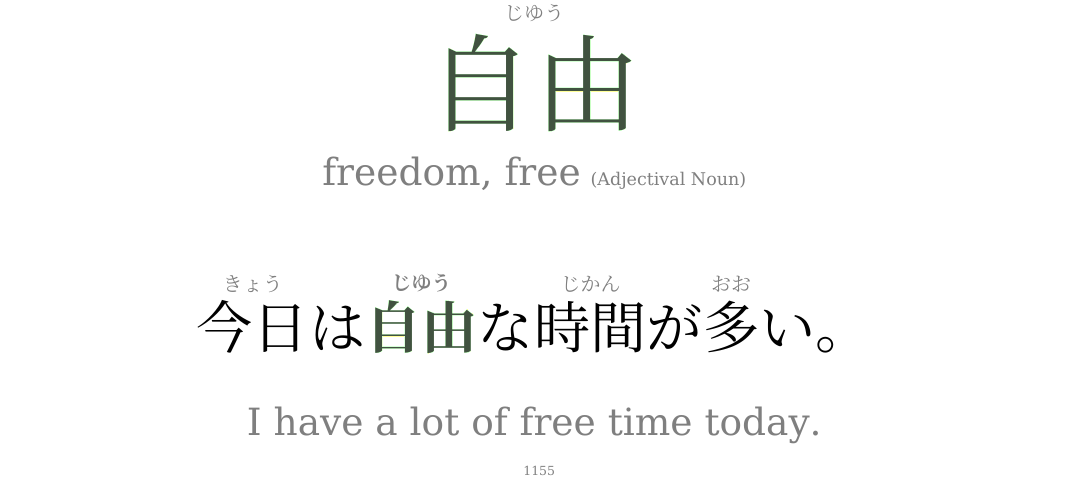 じゆう
自由
freedom, free (Adjectival Noun)
きょう じゆう じかん おお
今日は自由な時間が多い。
I have a lot of free time today.
1155